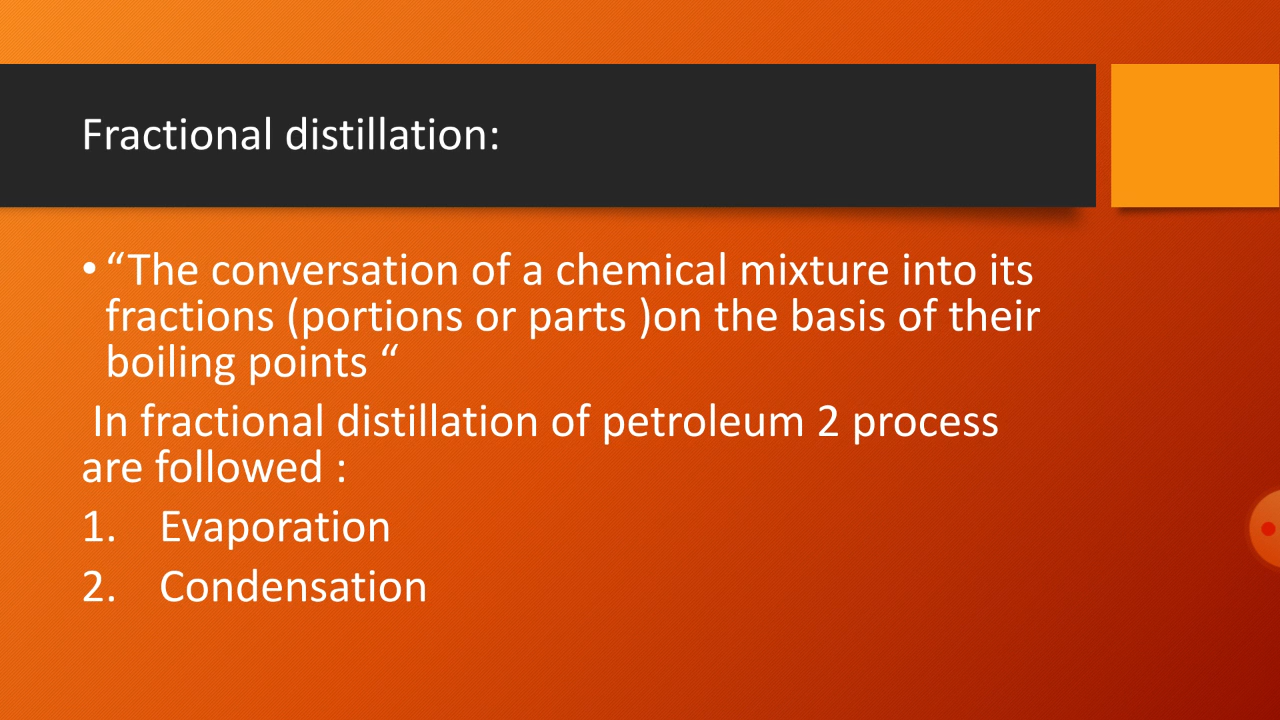 Fractional distillation:
• “The conversation of a chemical mixture into its
fractions (portions or parts )on the basis of their
boiling points “
In fractional distillation of petroleum 2 process
are followed :
1. Evaporation
2. Condensation